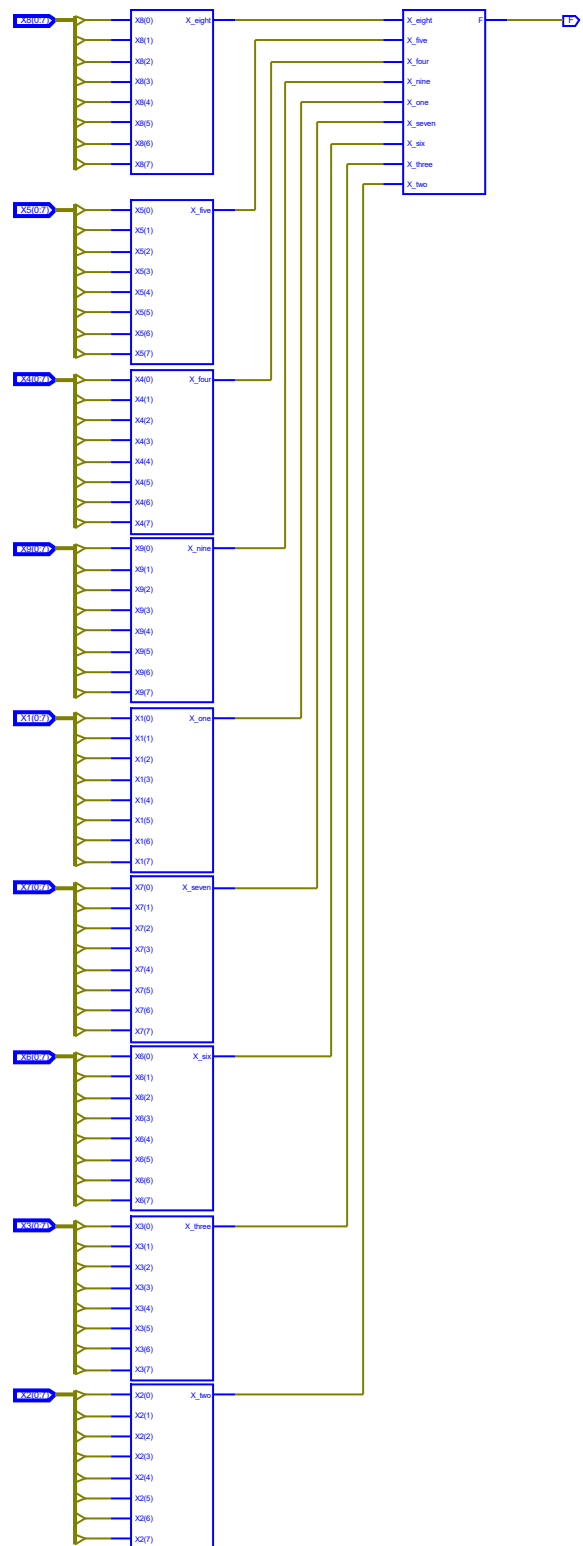 X8(0:7)
X8(0) X_eight
X8(1)
X8(2)
X8(3)
X8(4)
X8(5)
X8(6)
X8(7)
X_eight F
X_five
X_four
X_nine
X_one
X_seven
X_six
X_three
X_two
F
X5(0:7)
X5(0) X_five
X5(1)
X5(2)
X5(3)
X5(4)
X5(5)
X5(6)
X5(7)
X4(0:7)
X4(0) X_four
X4(1)
X4(2)
X4(3)
X4(4)
X4(5)
X4(6)
X4(7)
X9(0:7)
X9(0) X_nine
X9(1)
X9(2)
X9(3)
X9(4)
X9(5)
X9(6)
X9(7)
X1(0:7)
X1(0) X_one
X1(1)
X1(2)
X1(3)
X1(4)
X1(5)
X1(6)
X1(7)
X7(0:7)
X7(0) X_seven
X7(1)
X7(2)
X7(3)
X7(4)
X7(5)
X7(6)
X7(7)
X6(0:7)
X6(0) X_six
X6(1)
X6(2)
X6(3)
X6(4)
X6(5)
X6(6)
X6(7)
X3(0:7)
X3(0) X_three
X3(1)
X3(2)
X3(3)
X3(4)
X3(5)
X3(6)
X3(7)
X2(0:7)
X2(0) X_two
X2(1)
X2(2)
X2(3)
X2(4)
X2(5)
X2(6)
X2(7)